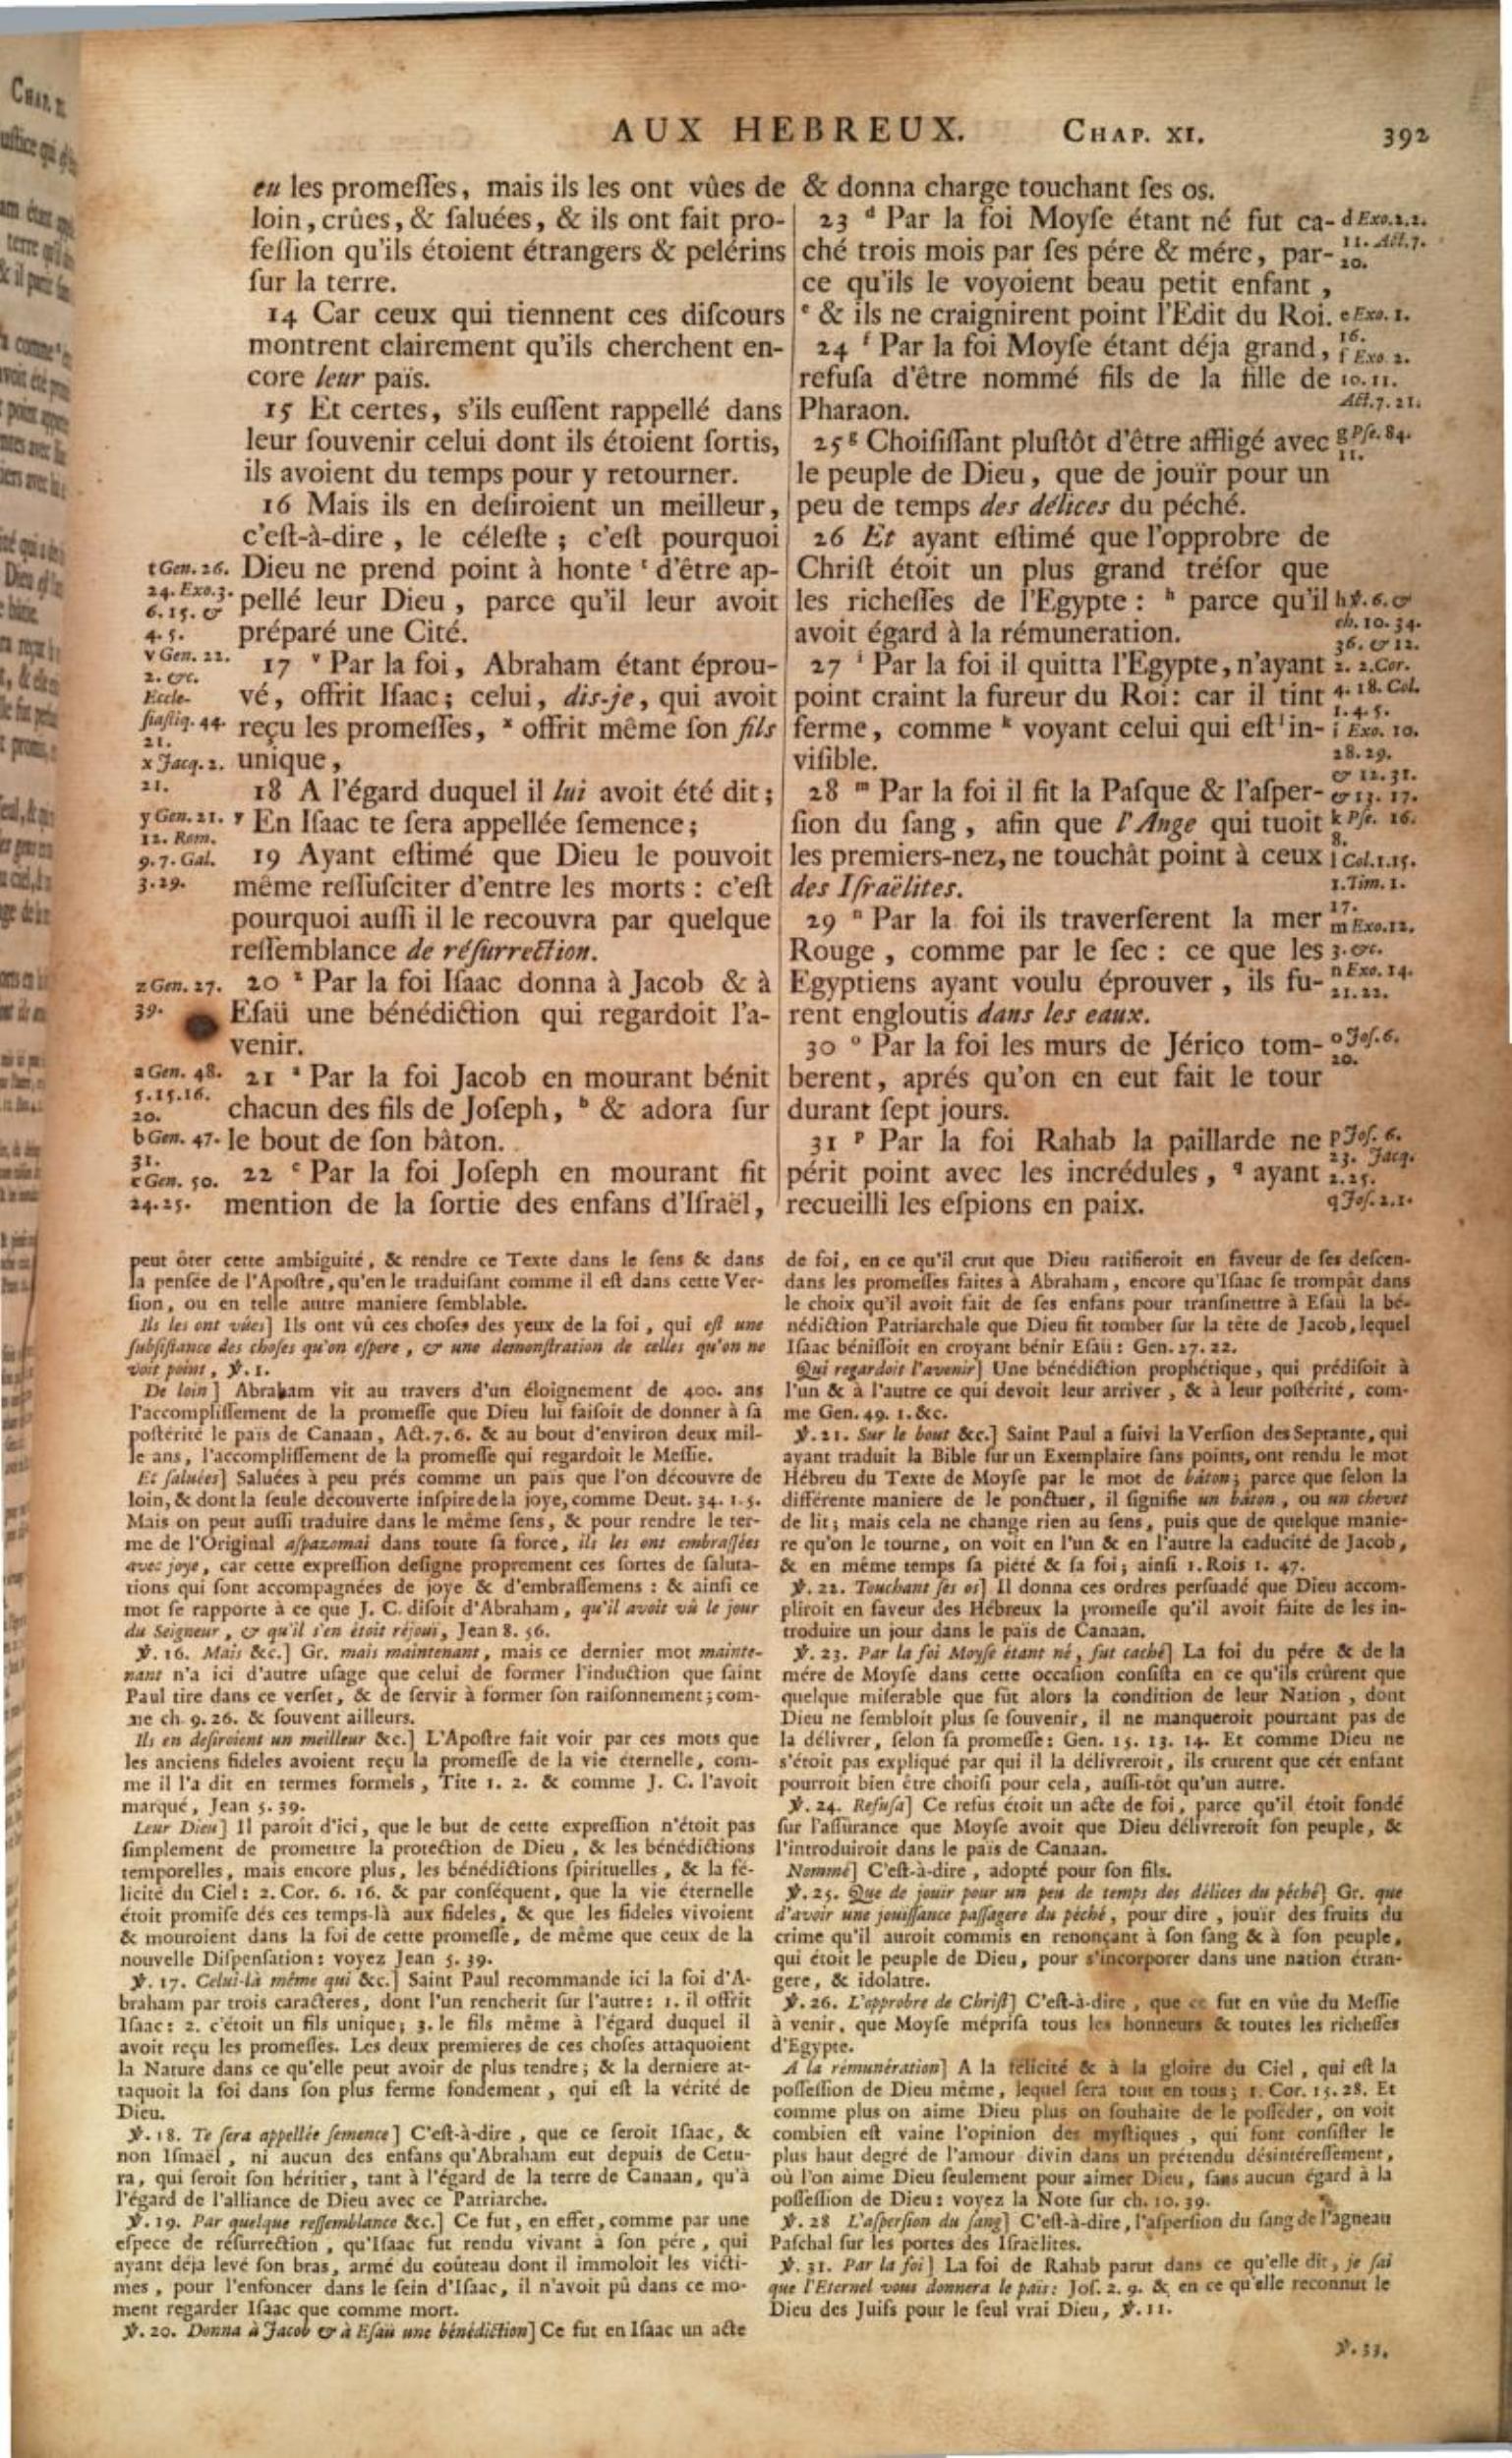 AUX HEBREUX. CHAP. XI. 392
eu les promeſſes, mais ils les ont vûes de
loin, crûes, & ſaluées, & ils ont fait pro-
feſſion qu'ils étoient étrangers & pelérins
ſur la terre.
14 Car ceux qui tiennent ces diſcours
montrent clairement qu'ils cherchent en-
core leur païs.
15 Et certes, s'ils euſſent rappellé dans
leur ſouvenir celui dont ils étoient ſortis,
ils avoient du temps pour y retourner.
16 Mais ils en deſiroient un meilleur,
c'eſt-à-dire, le céleſte; c'eſt pourquoi
Dieu ne prend point à honte t d'être ap-
pellé leur Dieu, parce qu'il leur avoit
préparé une Cité.
17 v Par la foi, Abraham étant éprou-
vé, offrit Iſaac; celui, dis-je, qui avoit
reçu les promeſſes, x offrit même ſon fils
unique,
18 A l'égard duquel il lui avoit été dit;
y En Iſaac te ſera appellée ſemence;
19 Ayant eſtimé que Dieu le pouvoit
même reſſuſciter d'entre les morts: c'eſt
pourquoi auſſi il le recouvra par quelque
reſſemblance de réſurrection.
20 z Par la foi Iſaac donna à Jacob & à
Eſaü une bénédiction qui regardoit l'a-
venir.
21 a Par la foi Jacob en mourant bénit
chacun des fils de Joſeph, b & adora ſur
le bout de ſon bâton.
22 c Par la foi Joſeph en mourant fit
mention de la ſortie des enfans d'Iſraël,
t Gen. 26.
24. Exo. 3.
6. 15. &
4. 5.
v Gen. 22.
2. &c.
Eccle-
ſiaſtiq. 44.
21.
x Jacq. 2.
21.
y Gen. 21.
12. Rom.
9. 7. Gal.
3. 29.
z Gen. 27.
39.
a Gen. 48.
5. 15. 16.
20.
b Gen. 47.
31.
c Gen. 50.
24. 25.
& donna charge touchant ſes os.
23 d Par la foi Moyſe étant né fut ca-
ché trois mois par ſes pére & mére, par-
ce qu'ils le voyoient beau petit enfant,
e & ils ne craignirent point l'Edit du Roi.
24 f Par la foi Moyſe étant déja grand,
refuſa d'être nommé fils de la fille de
Pharaon.
25 g Choiſiſſant pluſtôt d'être affligé avec
le peuple de Dieu, que de jouïr pour un
peu de temps des délices du péché.
26 Et ayant eſtimé que l'opprobre de
Chriſt étoit un plus grand tréſor que
les richeſſes de l'Egypte: h parce qu'il
avoit égard à la rémuneration.
27 i Par la foi il quitta l'Egypte, n'ayant
point craint la fureur du Roi: car il tint
ferme, comme k voyant celui qui eſt l in-
viſible.
28 m Par la foi il fit la Paſque & l'aſper-
ſion du ſang, afin que l'Ange qui tuoit
les premiers-nez, ne touchât point à ceux
des Iſraëlites.
29 n Par la foi ils traverſerent la mer
Rouge, comme par le ſec: ce que les
Egyptiens ayant voulu éprouver, ils fu-
rent engloutis dans les eaux.
30 o Par la foi les murs de Jérico tom-
berent, aprés qu'on en eut fait le tour
durant ſept jours.
31 p Par la foi Rahab la paillarde ne
périt point avec les incrédules, q ayant
recueilli les eſpions en paix.
d Exo. 2. 2.
11. Act. 7.
20.
e Exo. 1.
16.
f Exo. 2.
10. 11.
Act. 7. 21.
g Pſe. 84.
11.
h ℣. 6. &
ch. 10. 34.
36. & 12.
2. 2. Cor.
4. 18. Col.
1. 4. 5.
i Exo. 10.
28. 29.
& 12. 31.
& 13. 17.
k Pſe. 16.
8.
l Col. 1. 15.
1. Tim. 1.
17.
m Exo. 12.
3. &c.
n Exo. 14.
21. 22.
o Joſ. 6.
20.
p Joſ. 6.
23. Jacq.
2. 25.
q Joſ. 2. 1.
peut ôter cette ambiguité, & rendre ce Texte dans le ſens & dans
la penſée de l'Apoſtre, qu'en le traduiſant comme il eſt dans cette Ver-
ſion, ou en telle autre maniere ſemblable.
Ils les ont vûes] Ils ont vû ces choſes des yeux de la foi, qui eſt une
ſubſiſtance des choſes qu'on eſpere, & une demonſtration de celles qu'on ne
voit point, ℣. 1.
De loin] Abraham vit au travers d'un éloignement de 400. ans
l'accompliſſement de la promeſſe que Dieu lui faiſoit de donner à ſa
poſtérité le païs de Canaan, Act. 7. 6. & au bout d'environ deux mil-
le ans, l'accompliſſement de la promeſſe qui regardoit le Meſſie.
Et ſaluées] Saluées à peu prés comme un païs que l'on découvre de
loin, & dont la ſeule découverte inſpire de la joye, comme Deut. 34. 1. 5.
Mais on peut auſſi traduire dans le même ſens, & pour rendre le ter-
me de l'Original aſpazomai dans toute ſa force, ils les ont embraſſées
avec joye, car cette expreſſion deſigne proprement ces ſortes de ſaluta-
tions qui ſont accompagnées de joye & d'embraſſemens: & ainſi ce
mot ſe rapporte à ce que J. C. diſoit d'Abraham, qu'il avoit vû le jour
du Seigneur, & qu'il s'en étoit réjoui, Jean 8. 56.
℣. 16. Mais &c.] Gr. mais maintenant, mais ce dernier mot mainte-
nant n'a ici d'autre uſage que celui de former l'induction que ſaint
Paul tire dans ce verſet, & de ſervir à former ſon raiſonnement; com-
me ch. 9. 26. & ſouvent ailleurs.
Ils en deſiroient un meilleur &c.] L'Apoſtre fait voir par ces mots que
les anciens fideles avoient reçu la promeſſe de la vie éternelle, com-
me il l'a dit en termes formels, Tite 1. 2. & comme J. C. l'avoit
marqué, Jean 5. 39.
Leur Dieu] Il paroît d'ici, que le but de cette expreſſion n'étoit pas
ſimplement de promettre la protection de Dieu, & les bénédictions
temporelles, mais encore plus, les bénédictions ſpirituelles, & la fé-
licité du Ciel: 2. Cor. 6. 16. & par conſéquent, que la vie éternelle
étoit promiſe dés ces temps-là aux fideles, & que les fideles vivoient
& mouroient dans la foi de cette promeſſe, de même que ceux de la
nouvelle Diſpenſation: voyez Jean 5. 39.
℣. 17. Celui-là même qui &c.] Saint Paul recommande ici la foi d'A-
braham par trois caracteres, dont l'un rencherit ſur l'autre: 1. il offrit
Iſaac: 2. c'étoit un fils unique; 3. le fils même à l'égard duquel il
avoit reçu les promeſſes. Les deux premieres de ces choſes attaquoient
la Nature dans ce qu'elle peut avoir de plus tendre; & la derniere at-
taquoit la foi dans ſon plus ferme fondement, qui eſt la vérité de
Dieu.
℣. 18. Te ſera appellée ſemence] C'eſt-à-dire, que ce ſeroit Iſaac, &
non Iſmaël, ni aucun des enfans qu'Abraham eut depuis de Cetu-
ra, qui ſeroit ſon héritier, tant à l'égard de la terre de Canaan, qu'à
l'égard de l'alliance de Dieu avec ce Patriarche.
℣. 19. Par quelque reſſemblance &c.] Ce fut, en effet, comme par une
eſpece de réſurrection, qu'Iſaac fut rendu vivant à ſon pére, qui
ayant déja levé ſon bras, armé du coûteau dont il immoloit les victi-
mes, pour l'enfoncer dans le ſein d'Iſaac, il n'avoit pû dans ce mo-
ment regarder Iſaac que comme mort.
℣. 20. Donna à Jacob & à Eſaü une bénédiction] Ce fut en Iſaac un acte
de foi, en ce qu'il crut que Dieu ratifieroit en faveur de ſes deſcen-
dans les promeſſes faites à Abraham, encore qu'Iſaac ſe trompât dans
le choix qu'il avoit fait de ſes enfans pour tranſmettre à Eſaü la bé-
nédiction Patriarchale que Dieu fit tomber ſur la tête de Jacob, lequel
Iſaac béniſſoit en croyant bénir Eſaü: Gen. 27. 22.
Qui regardoit l'avenir] Une bénédiction prophétique, qui prédiſoit à
l'un & à l'autre ce qui devoit leur arriver, & à leur poſtérité, com-
me Gen. 49. 1. &c.
℣. 21. Sur le bout &c.] Saint Paul a ſuivi la Verſion des Septante, qui
ayant traduit la Bible ſur un Exemplaire ſans points, ont rendu le mot
Hébreu du Texte de Moyſe par le mot de bâton; parce que ſelon la
différente maniere de le ponctuer, il ſignifie un bâton, ou un chevet
de lit; mais cela ne change rien au ſens, puis que de quelque manie-
re qu'on le tourne, on voit en l'un & en l'autre la caducité de Jacob,
& en même temps ſa piété & ſa foi; ainſi 1. Rois 1. 47.
℣. 22. Touchant ſes os] Il donna ces ordres perſuadé que Dieu accom-
pliroit en faveur des Hébreux la promeſſe qu'il avoit faite de les in-
troduire un jour dans le païs de Canaan.
℣. 23. Par la foi Moyſe étant né, fut caché] La foi du pére & de la
mére de Moyſe dans cette occaſion conſiſta en ce qu'ils crûrent que
quelque miſerable que fût alors la condition de leur Nation, dont
Dieu ne ſembloit plus ſe ſouvenir, il ne manqueroit pourtant pas de
la délivrer, ſelon ſa promeſſe: Gen. 15. 13. 14. Et comme Dieu ne
s'étoit pas expliqué par qui il la délivreroit, ils crurent que cét enfant
pourroit bien être choiſi pour cela, auſſi-tôt qu'un autre.
℣. 24. Refuſa] Ce refus étoit un acte de foi, parce qu'il étoit fondé
ſur l'aſſûrance que Moyſe avoit que Dieu délivreroit ſon peuple, &
l'introduiroit dans le païs de Canaan.
Nommé] C'eſt-à-dire, adopté pour ſon fils.
℣. 25. Que de jouïr pour un peu de temps des délices du péché] Gr. que
d'avoir une jouïſſance paſſagere du péché, pour dire, jouïr des fruits du
crime qu'il auroit commis en renonçant à ſon ſang & à ſon peuple,
qui étoit le peuple de Dieu, pour s'incorporer dans une nation étran-
gere, & idolatre.
℣. 26. L'opprobre de Chriſt] C'eſt-à-dire, que ce fut en vûe du Meſſie
à venir, que Moyſe mépriſa tous les honneurs & toutes les richeſſes
d'Egypte.
A la rémunération] A la félicité & à la gloire du Ciel, qui eſt la
poſſeſſion de Dieu même, lequel ſera tout en tous; 1. Cor. 15. 28. Et
comme plus on aime Dieu plus on ſouhaite de le poſſéder, on voit
combien eſt vaine l'opinion des myſtiques, qui font conſiſter le
plus haut degré de l'amour divin dans un prétendu déſintéreſſement,
où l'on aime Dieu ſeulement pour aimer Dieu, ſans aucun égard à la
poſſeſſion de Dieu: voyez la Note ſur ch. 10. 39.
℣. 28 L'aſperſion du ſang] C'eſt-à-dire, l'aſperſion du ſang de l'agneau
Paſchal ſur les portes des Iſraëlites.
℣. 31. Par la foi] La foi de Rahab parut dans ce qu'elle dit, je ſai
que l'Eternel vous donnera le païs: Joſ. 2. 9. & en ce qu'elle reconnut le
Dieu des Juifs pour le ſeul vrai Dieu, ℣. 11.
℣. 33.